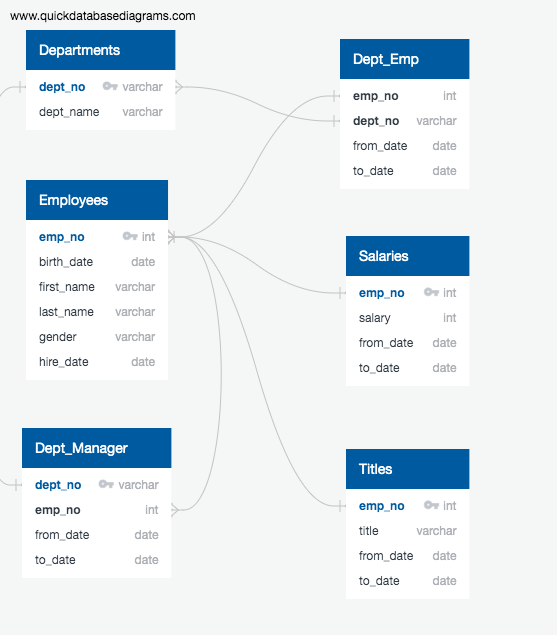 www.quickdatabasediagrams.com
Departments
dept_no varchar
dept_name varchar
Employees
emp_no int
birth_date date
first_name varchar
last_name varchar
gender varchar
hire_date date
Dept_Manager
dept_no varchar
emp_no int
from_date date
to_date date
Dept_Emp
emp_no int
dept_no varchar
from_date date
to_date date
Salaries
emp_no int
salary int
from_date date
to_date date
Titles
emp_no int
title varchar
from_date date
to_date date